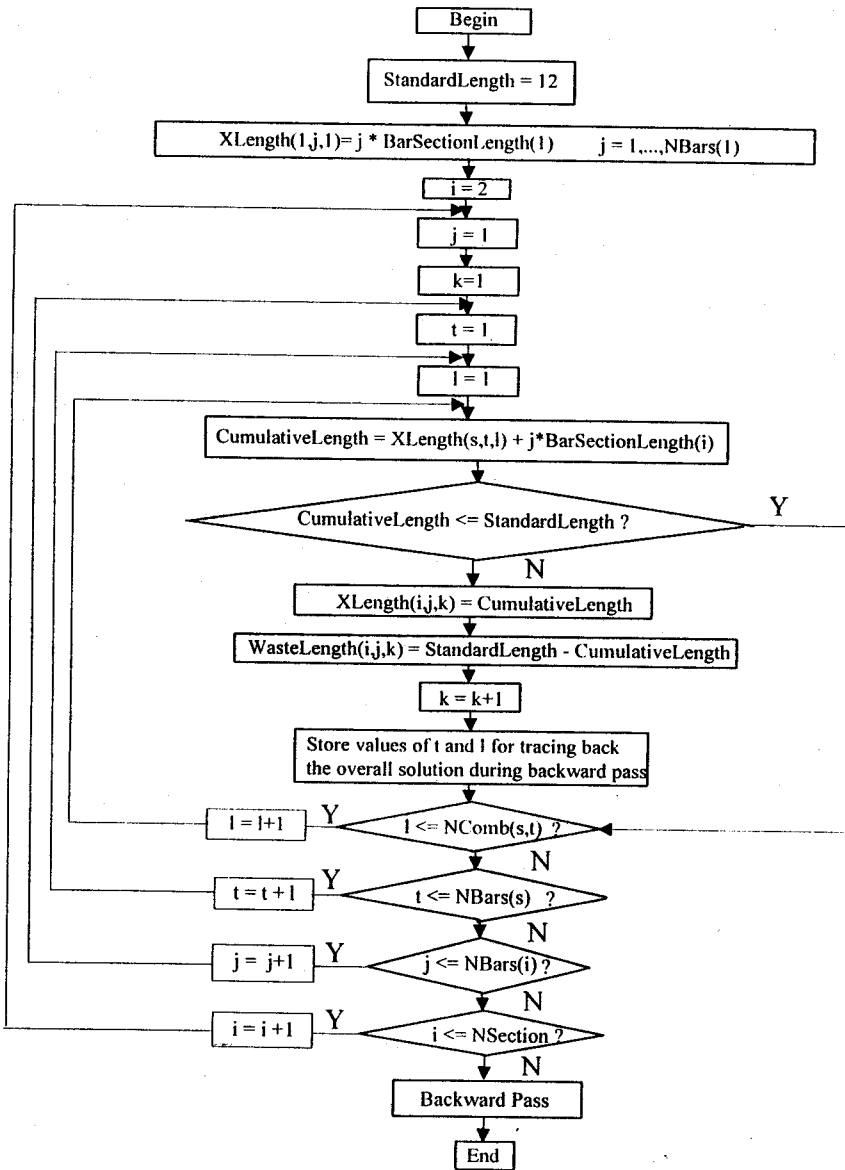 Begin
StandardLength = 12
XLength(1,j,1)= j * BarSectionLength(1) j = 1,...,NBars(1)
i = 2
j = 1
k=1
t = 1
l = 1
CumulativeLength = XLength(s,t,l) + j*BarSectionLength(i)
CumulativeLength <= StandardLength ?
Y
N
XLength(i,j,k) = CumulativeLength
WasteLength(i,j,k) = StandardLength - CumulativeLength
k = k+1
Store values of t and l for tracing back
the overall solution during backward pass
l = l+1
Y
l <= NComb(s,t) ?
N
t = t +1
Y
t <= NBars(s) ?
N
j = j+1
Y
j <= NBars(i) ?
N
i = i +1
Y
i <= NSection ?
N
Backward Pass
End